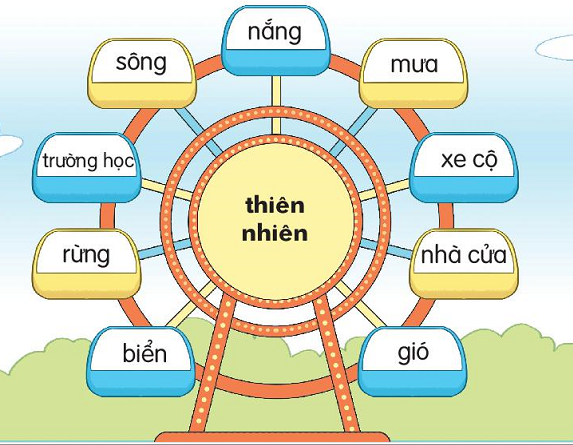 nắng
sông
mưa
trường học
xe cộ
thiên
nhiên
rừng
nhà cửa
biển
gió